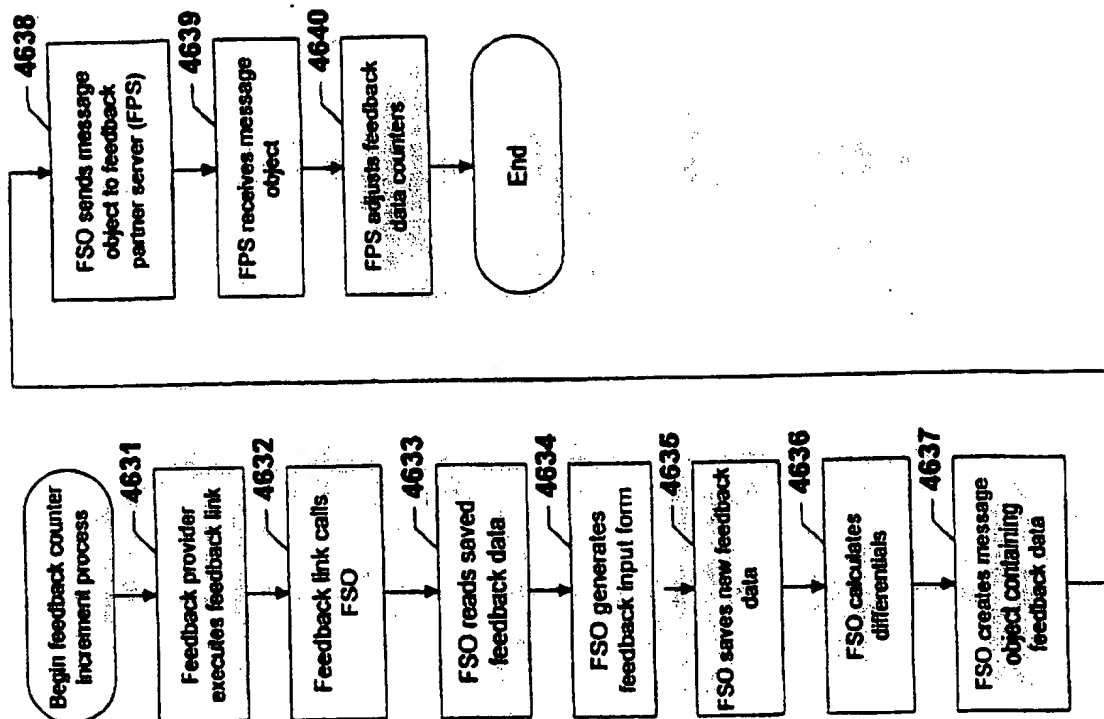 Begin feedback counter
increment process
4631
Feedback provider
executes feedback link
4632
Feedback link calls
FSO
4633
FSO reads saved
feedback data
4634
FSO generates
feedback input form
4635
FSO saves new feedback
data
4636
FSO calculates
differentials
4637
FSO creates message
object containing
feedback data
4638
FSO sends message
object to feedback
partner server (FPS)
4639
FPS receives message
object
4640
FPS adjusts feedback
data counters
End